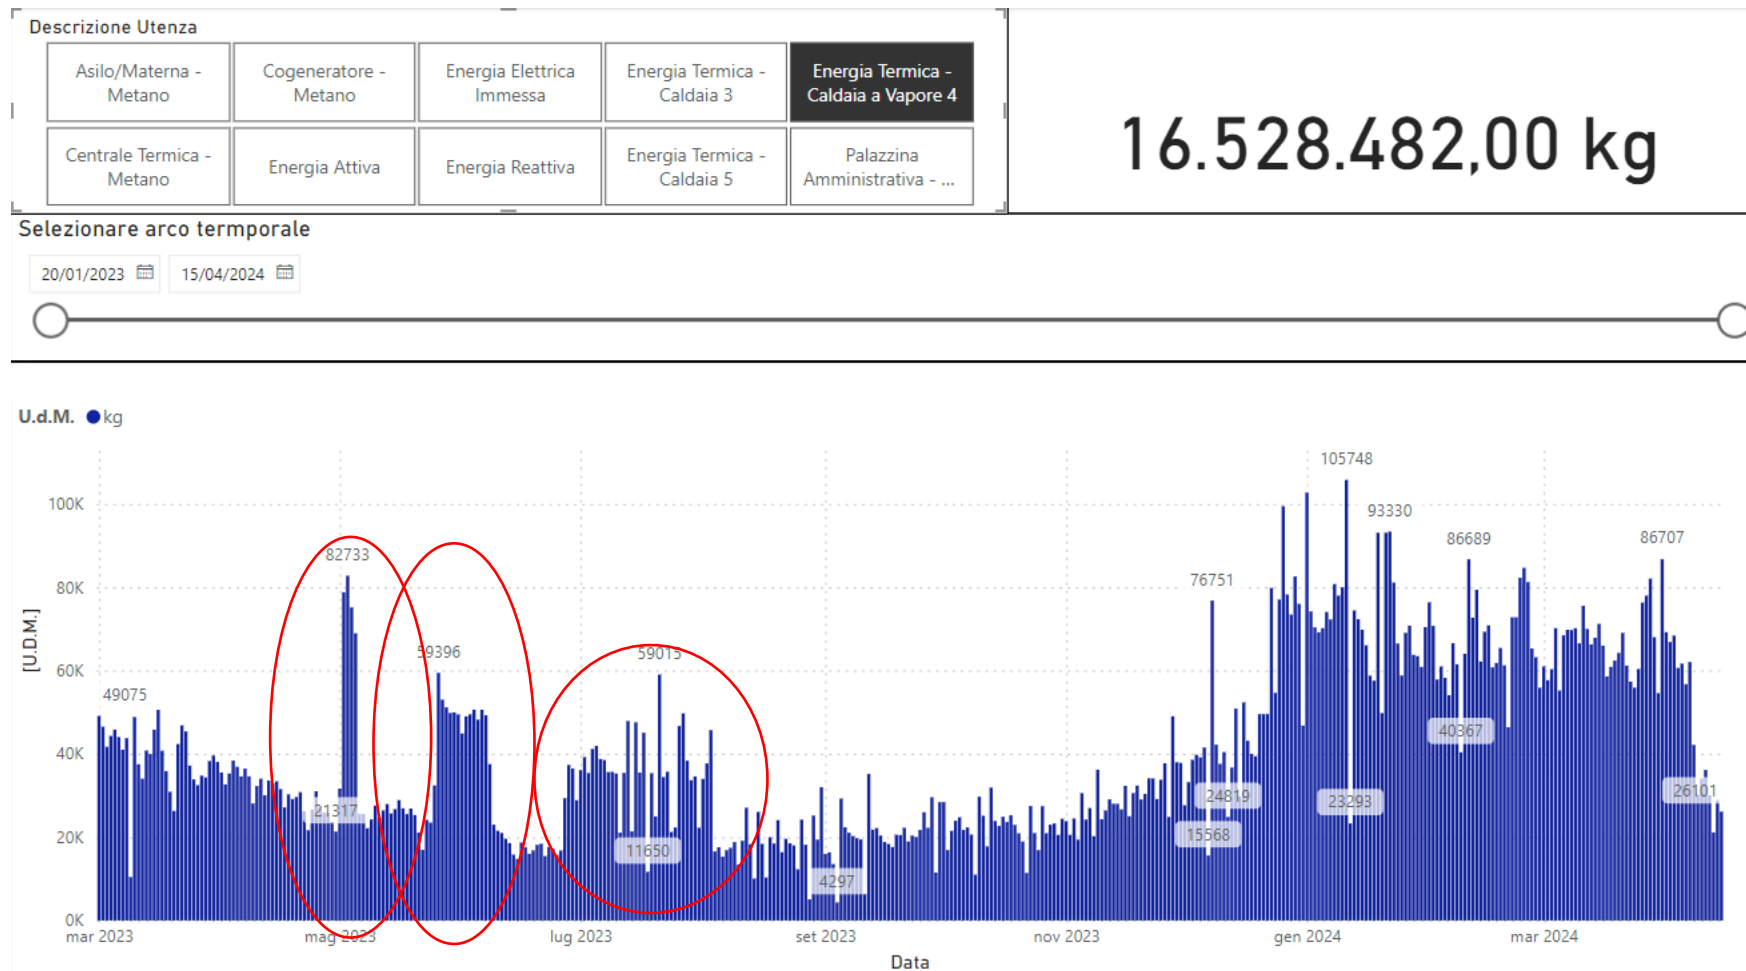 Descrizione Utenza
Asilo/Materna -
Metano
Cogeneratore -
Metano
Energia Elettrica
Immessa
Energia Termica -
Caldaia 3
Energia Termica -
Caldaia a Vapore 4
Centrale Termica -
Metano
Energia Attiva
Energia Reattiva
Energia Termica -
Caldaia 5
Palazzina
Amministrativa - ...
16.528.482,00 kg
Selezionare arco termporale
20/01/2023
15/04/2024
U.d.M. kg
[U.D.M.]
100K
80K
60K
40K
20K
0K
49075
21317
82733
59396
59015
11650
4297
76751
24819
15568
105748
93330
23293
86689
40367
86707
26101
mar 2023
mag 2023
lug 2023
set 2023
nov 2023
gen 2024
mar 2024
Data